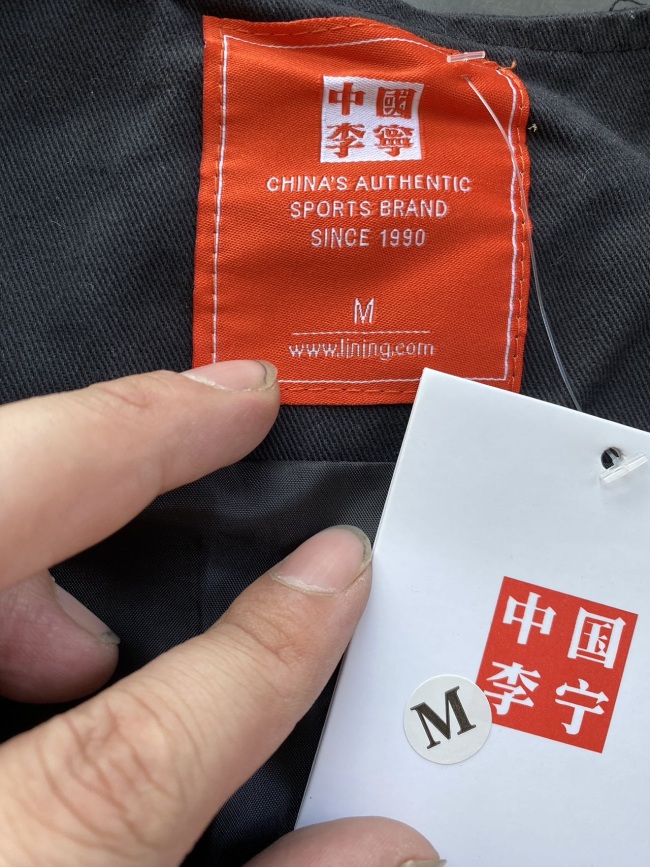 中國
李寧
CHINA'S AUTHENTIC
SPORTS BRAND
SINCE 1990
M
www.lining.com
中国
李宁
M